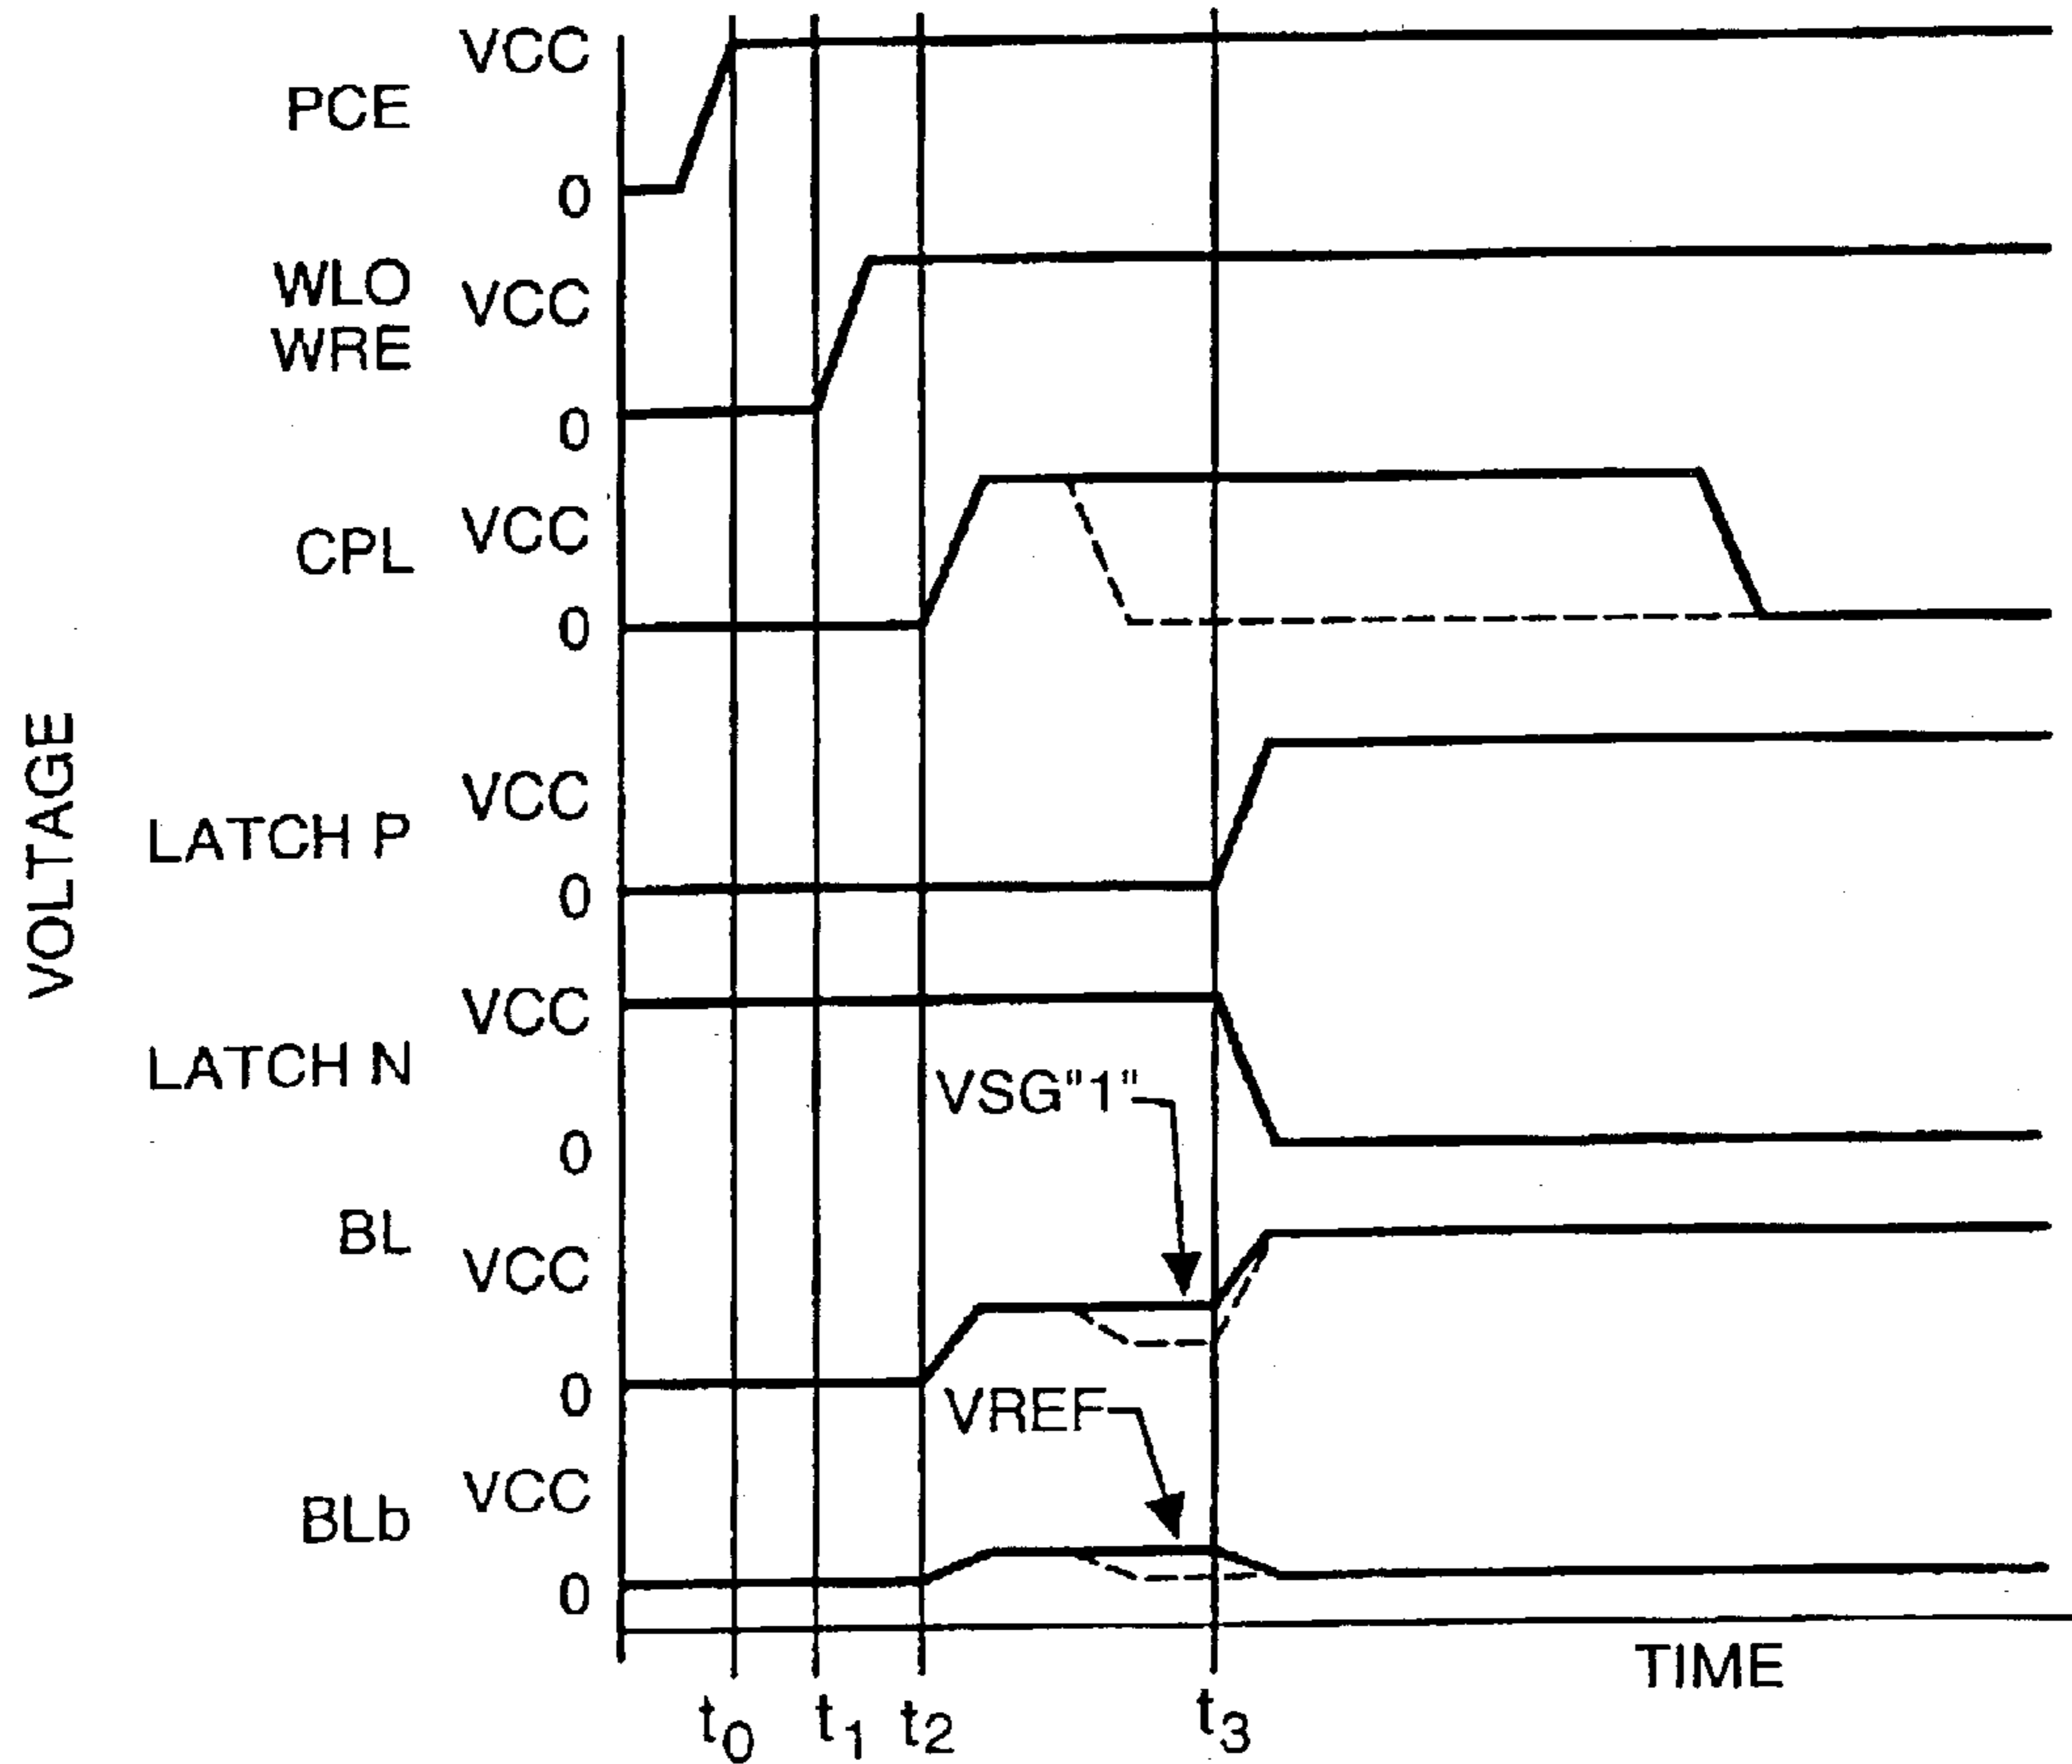 VCC
PCE
0
WLO
WRE
VCC
0
CPL
VCC
0
VOLTAGE
LATCH P
VCC
0
LATCH N
VCC
0
VSG"1"
BL
VCC
0
VREF
BLb
VCC
0
TIME
t0 t1 t2 t3